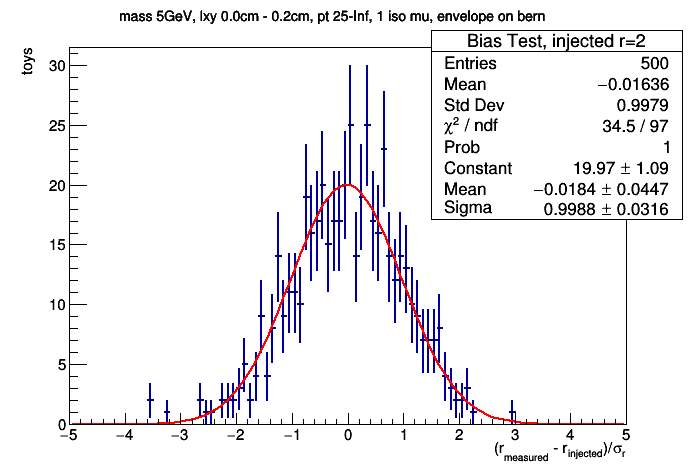 mass 5GeV, lxy 0.0cm - 0.2cm, pt 25-Inf, 1 iso mu, envelope on bern
Bias Test, injected r=2
Entries 500
Mean −0.01636
Std Dev 0.9979
χ² / ndf 34.5 / 97
Prob 1
Constant 19.97 ± 1.09
Mean −0.0184 ± 0.0447
Sigma 0.9988 ± 0.0316
toys
30
25
20
15
10
5
0
−5 −4 −3 −2 −1 0 1 2 3 4 5
(r_measured - r_injected)/σ_r